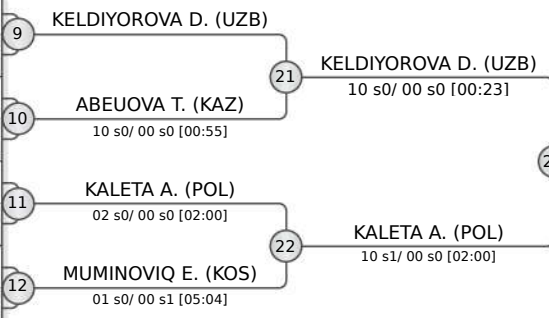 KELDIYOROVA D. (UZB)
9
21
KELDIYOROVA D. (UZB)
10 s0/ 00 s0 [00:23]
ABEUOVA T. (KAZ)
10
10 s0/ 00 s0 [00:55]
KALETA A. (POL)
11
02 s0/ 00 s0 [02:00]
22
KALETA A. (POL)
10 s1/ 00 s0 [02:00]
MUMINOVIQ E. (KOS)
12
01 s0/ 00 s1 [05:04]